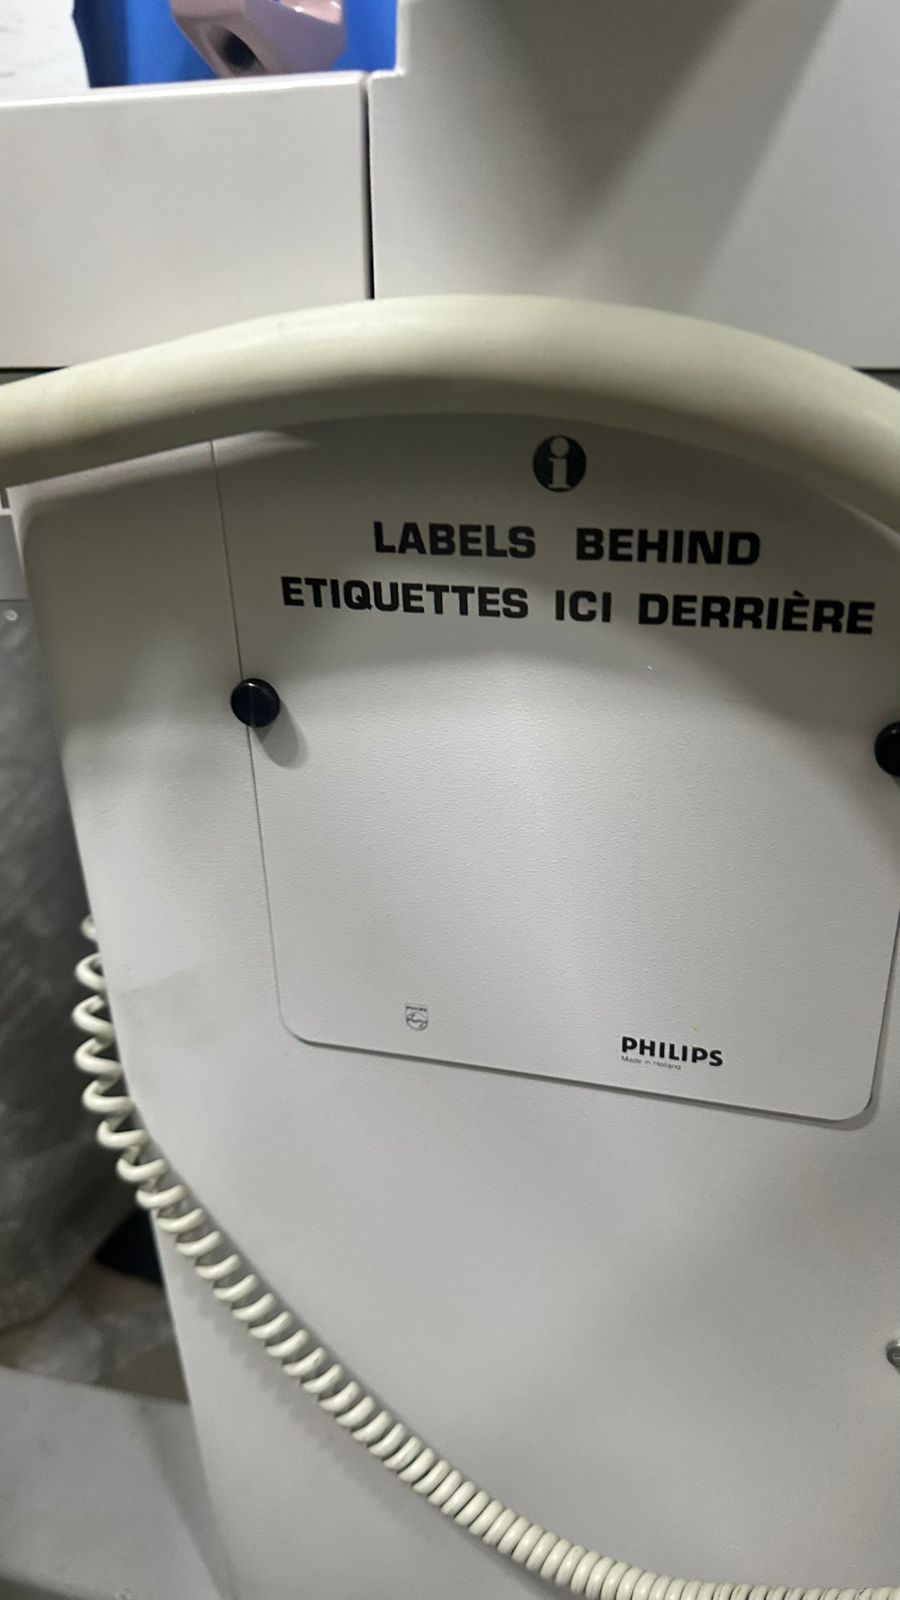 i
LABELS BEHIND
ETIQUETTES ICI DERRIÈRE
PHILIPS
PHILIPS
Made in Holland